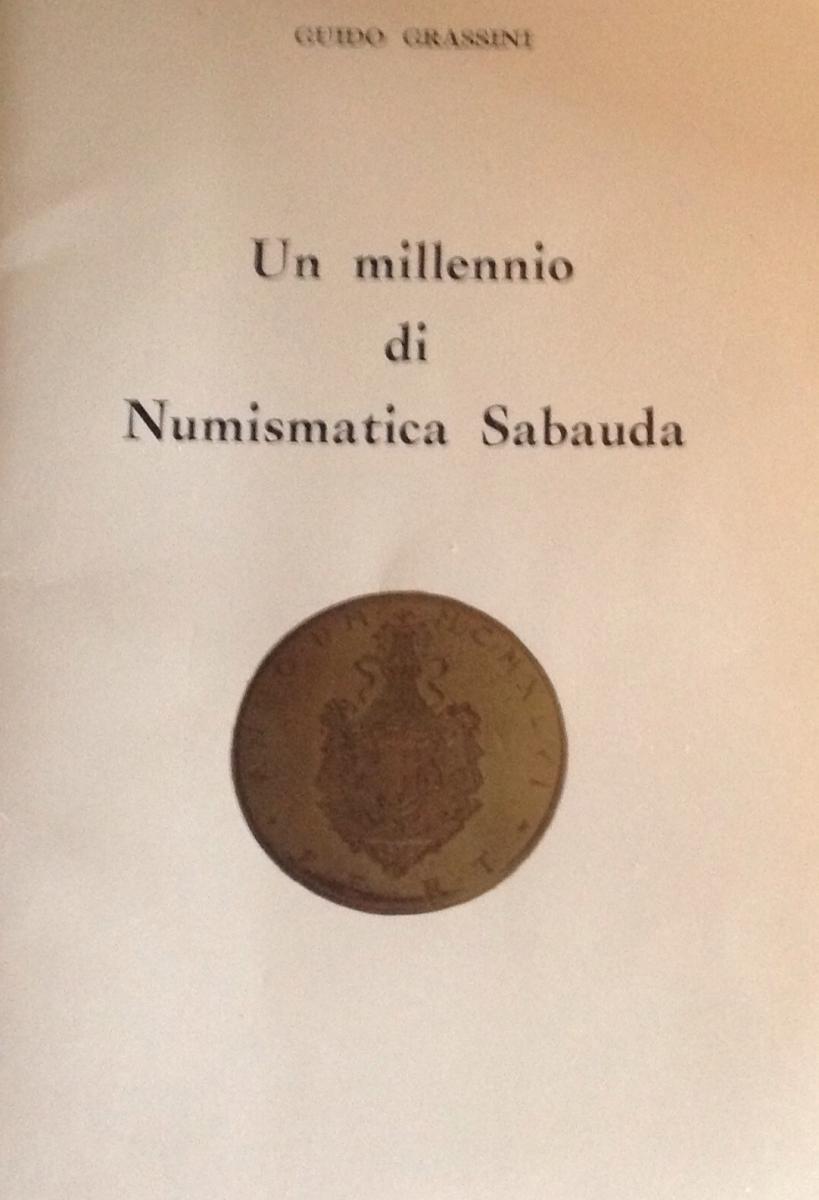 GUIDO GRASSINI
Un millennio
di
Numismatica Sabauda
F E R T